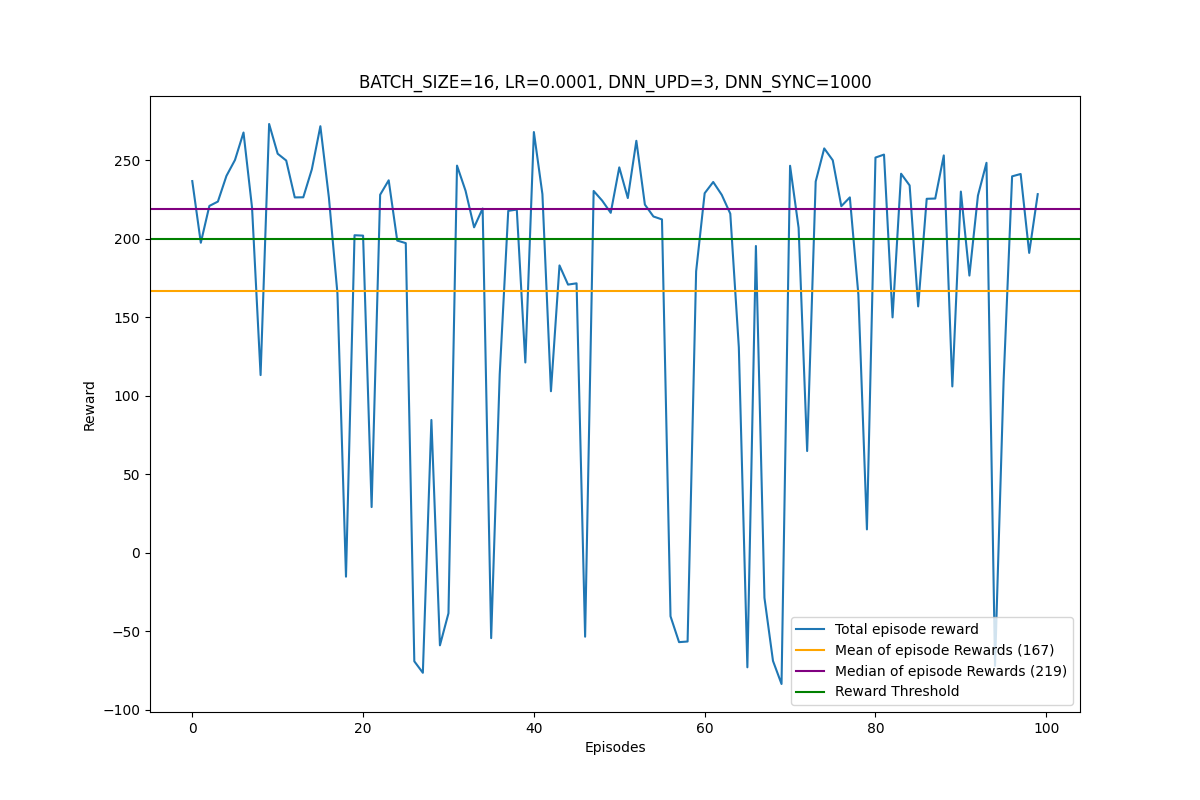 BATCH_SIZE=16, LR=0.0001, DNN_UPD=3, DNN_SYNC=1000
Reward
250
200
150
100
50
0
−50
−100
Total episode reward
Mean of episode Rewards (167)
Median of episode Rewards (219)
Reward Threshold
0 20 40 60 80 100
Episodes